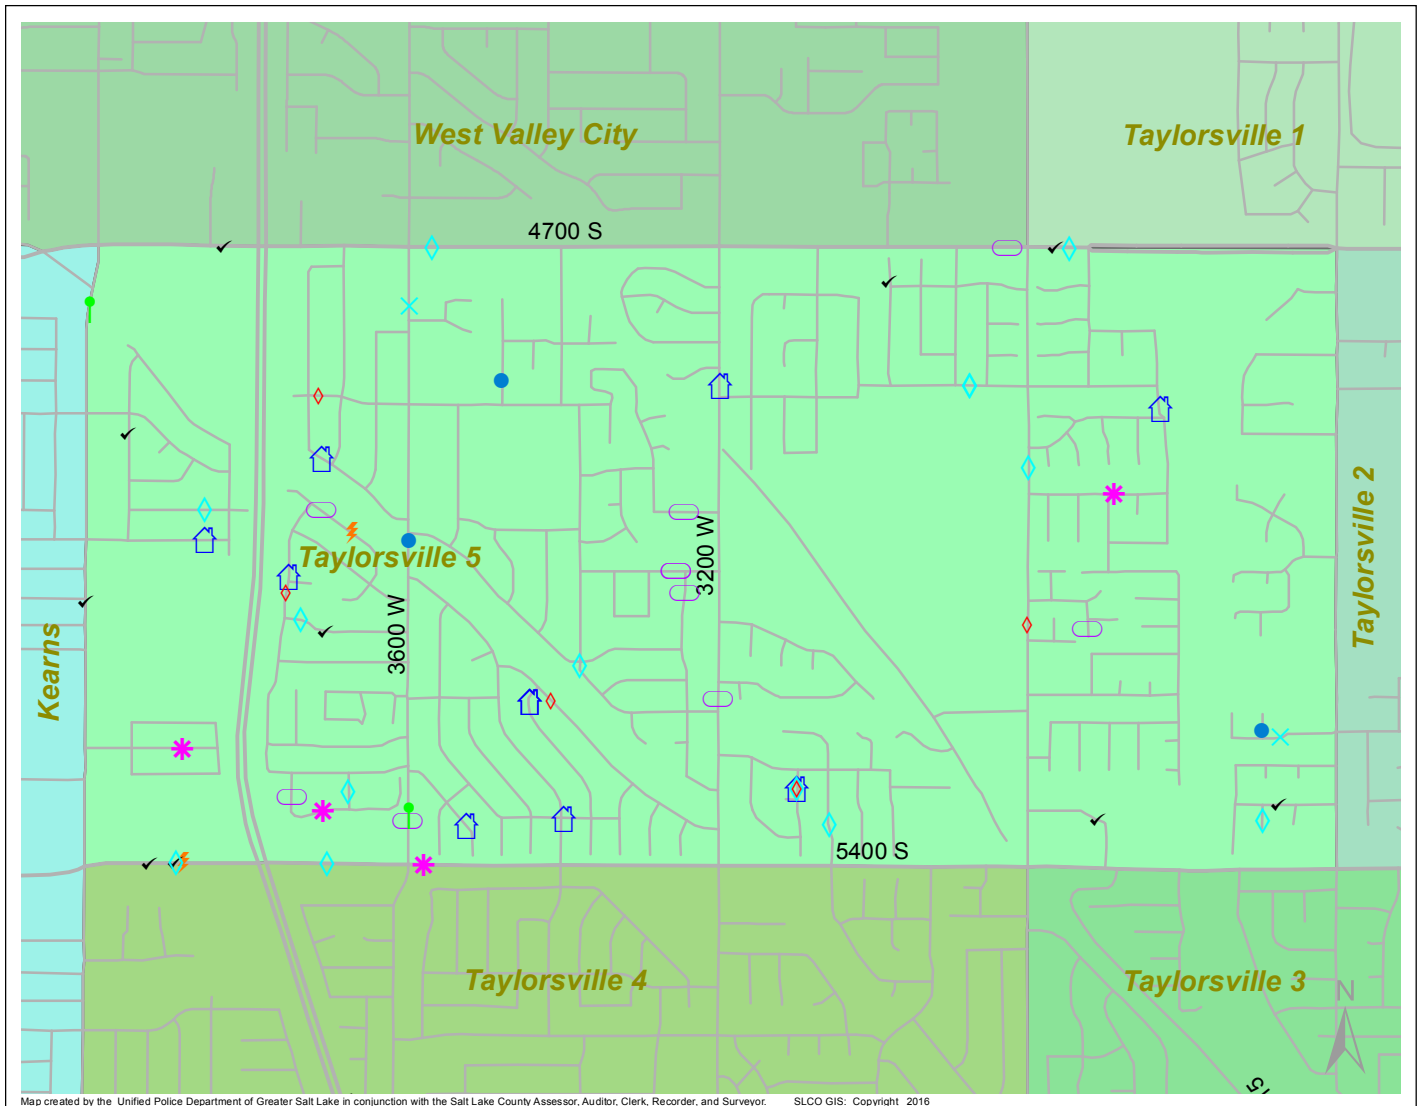 West Valley City
Taylorsville 1
4700 S
Taylorsville 2
3200 W
Taylorsville 5
3600 W
Kearns
5400 S
Taylorsville 4
Taylorsville 3
N
15
Map created by the Unified Police Department of Greater Salt Lake in conjunction with the Salt Lake County Assessor, Auditor, Clerk, Recorder, and Surveyor. SLCO GIS: Copyright 2016